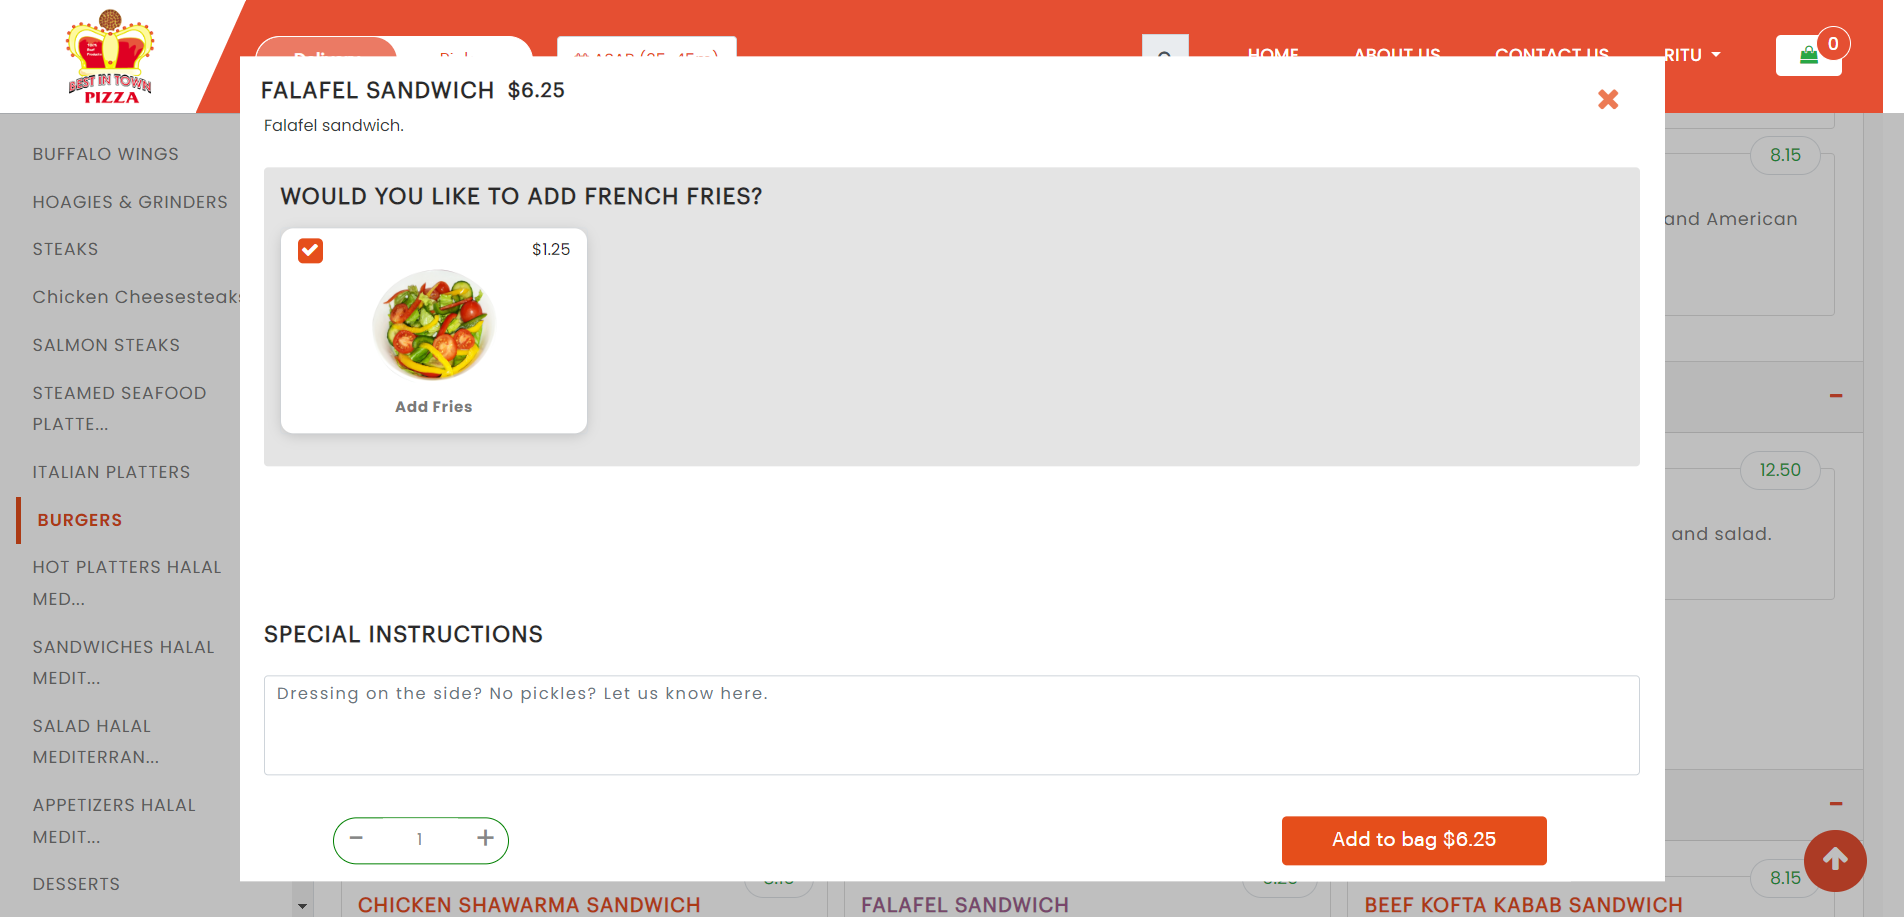 BEST IN TOWN
PIZZA
HOME
ABOUT US
CONTACT US
RITU
0
FALAFEL SANDWICH $6.25
Falafel sandwich.
WOULD YOU LIKE TO ADD FRENCH FRIES?
$1.25
Add Fries
SPECIAL INSTRUCTIONS
Dressing on the side? No pickles? Let us know here.
1
Add to bag $6.25
BUFFALO WINGS
HOAGIES & GRINDERS
STEAKS
Chicken Cheesesteaks
SALMON STEAKS
STEAMED SEAFOOD
PLATTE...
ITALIAN PLATTERS
BURGERS
HOT PLATTERS HALAL
MED...
SANDWICHES HALAL
MEDIT...
SALAD HALAL
MEDITERRAN...
APPETIZERS HALAL
MEDIT...
DESSERTS
8.15
and American
12.50
and salad.
8.15
CHICKEN SHAWARMA SANDWICH
FALAFEL SANDWICH
BEEF KOFTA KABAB SANDWICH